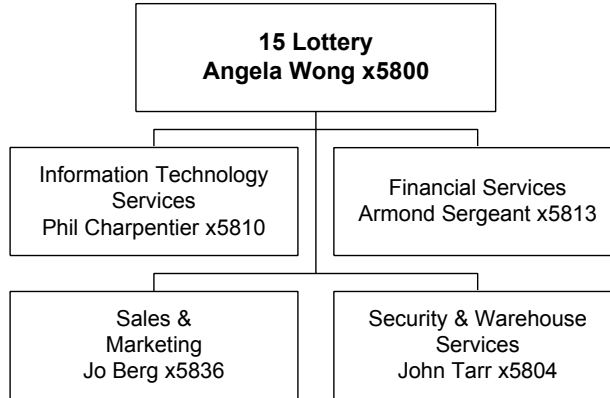 15 Lottery
Angela Wong x5800
Information Technology
Services
Phil Charpentier x5810
Financial Services
Armond Sergeant x5813
Sales &
Marketing
Jo Berg x5836
Security & Warehouse
Services
John Tarr x5804